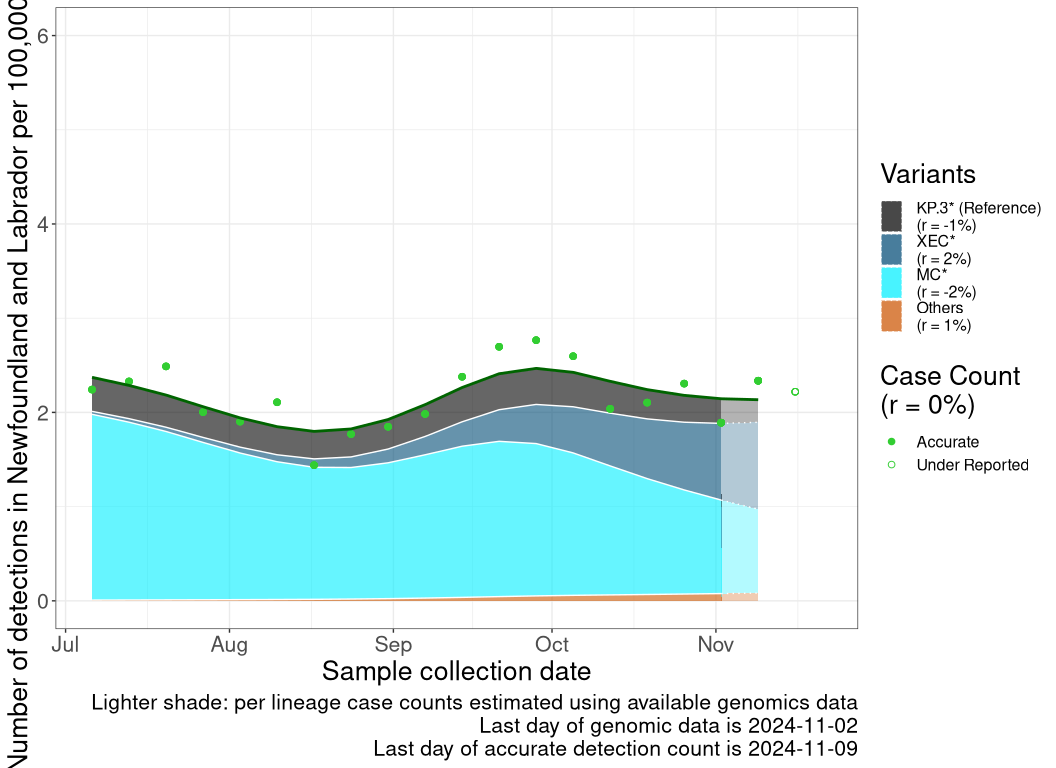 Number of detections in Newfoundland and Labrador per 100,000
6
4
2
0
Jul
Aug
Sep
Oct
Nov
Sample collection date
Lighter shade: per lineage case counts estimated using available genomics data
Last day of genomic data is 2024-11-02
Last day of accurate detection count is 2024-11-09
Variants
KP.3* (Reference)
(r = -1%)
XEC*
(r = 2%)
MC*
(r = -2%)
Others
(r = 1%)
Case Count
(r = 0%)
Accurate
Under Reported